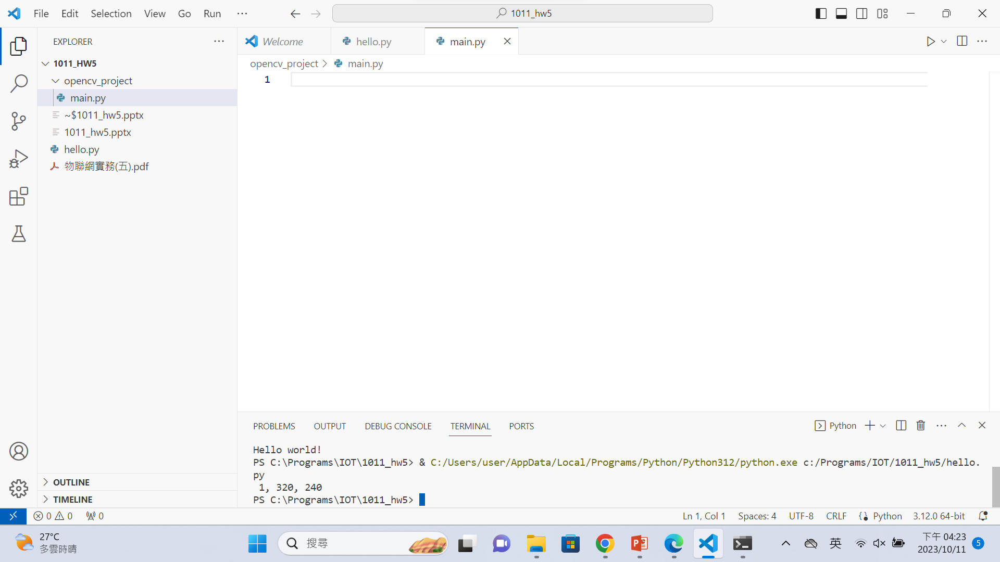 File Edit Selection View Go Run ···
1011_hw5
EXPLORER
1011_HW5
opencv_project
main.py
~$1011_hw5.pptx
1011_hw5.pptx
hello.py
物聯網實務(五).pdf
OUTLINE
TIMELINE
Welcome hello.py main.py
opencv_project > main.py
1
PROBLEMS OUTPUT DEBUG CONSOLE TERMINAL PORTS
Python
Hello world!
PS C:\Programs\IOT\1011_hw5> & C:/Users/user/AppData/Local/Programs/Python/Python312/python.exe c:/Programs/IOT/1011_hw5/hello.
py
1, 320, 240
PS C:\Programs\IOT\1011_hw5>
0 0 0 Ln 1, Col 1 Spaces: 4 UTF-8 CRLF Python 3.12.0 64-bit
27°C
多雲時晴
搜尋
英
下午 04:23
2023/10/11
5